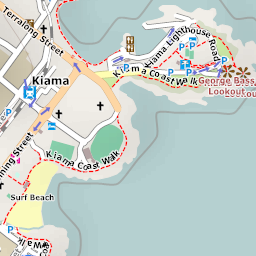 Terralong Street
Kiama
Kiama Coast Walk
Kiama Lighthouse Road
George Bass
Lookout
Kiama Coast Walk
Surf Beach